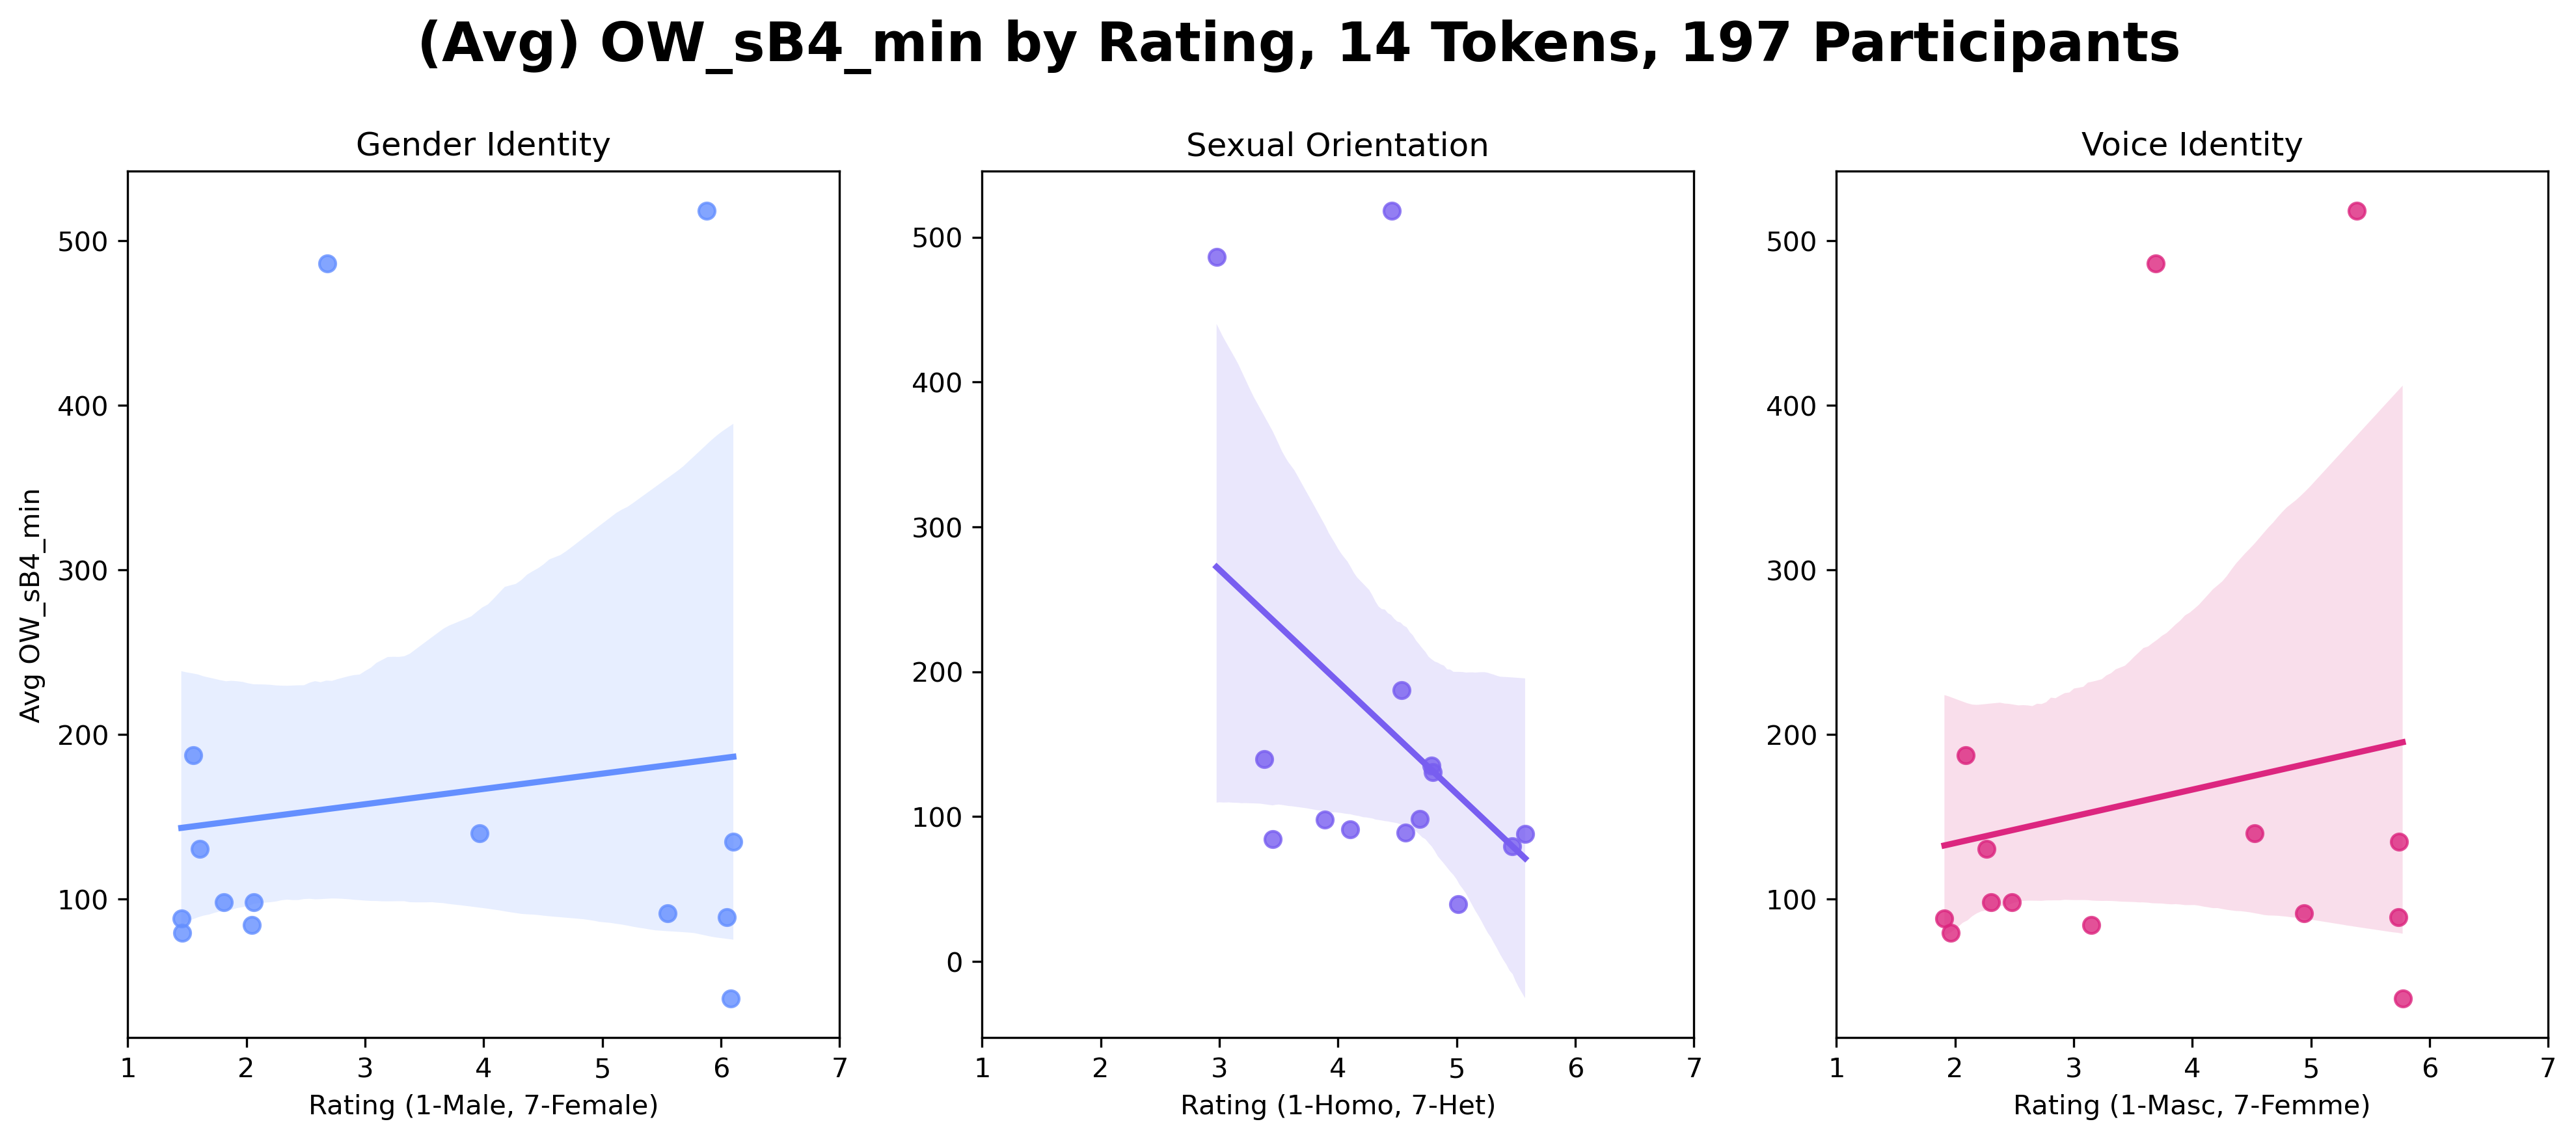 (Avg) OW_sB4_min by Rating, 14 Tokens, 197 Participants
Gender Identity
Avg OW_sB4_min
500
400
300
200
100
1 2 3 4 5 6 7
Rating (1-Male, 7-Female)
Sexual Orientation
500
400
300
200
100
0
1 2 3 4 5 6 7
Rating (1-Homo, 7-Het)
Voice Identity
500
400
300
200
100
1 2 3 4 5 6 7
Rating (1-Masc, 7-Femme)